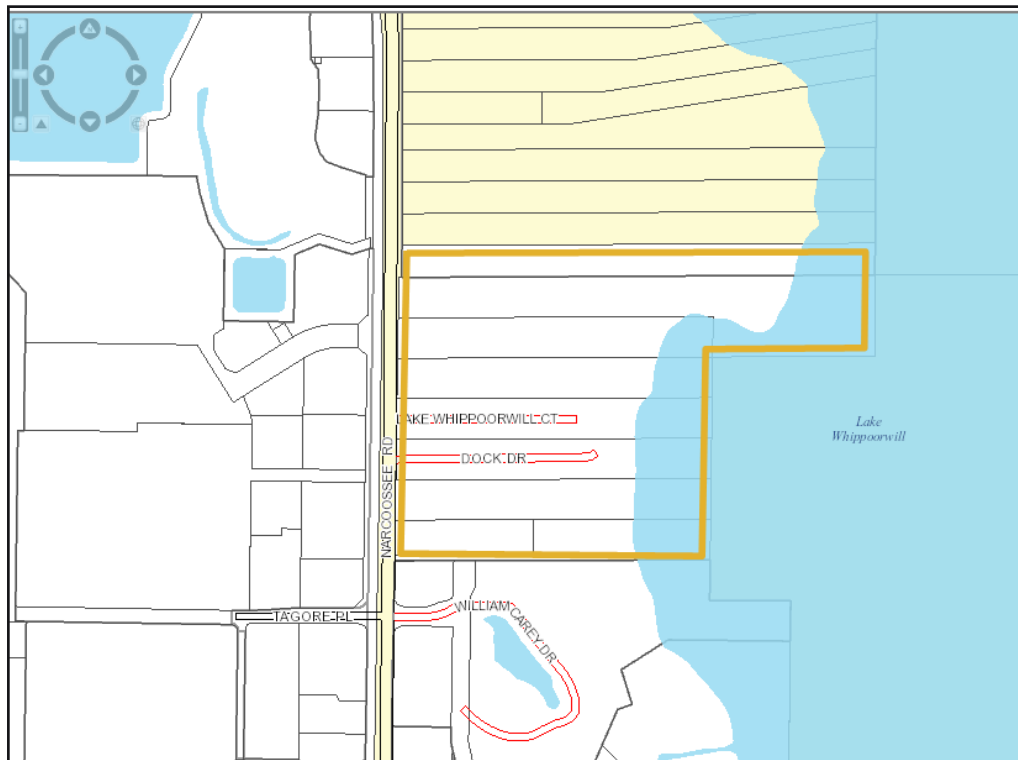 Lake
Whippoorwill
LAKE WHIPPOORWILL CT
DOCK DR
NARCOOSSEE RD
WILLIAM CAREY DR
TAGORE PL